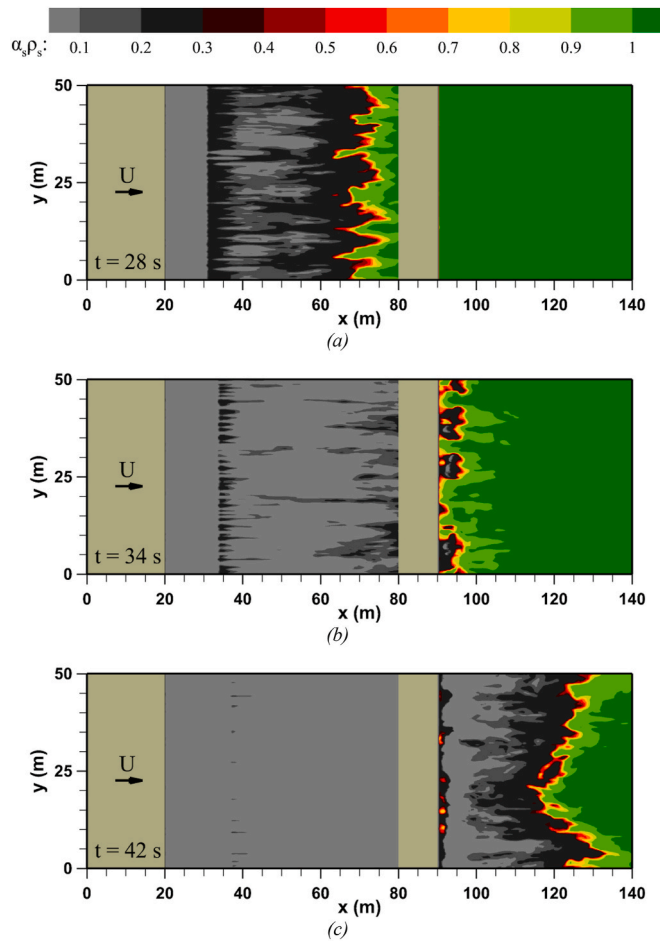 αsρs: 0.1 0.2 0.3 0.4 0.5 0.6 0.7 0.8 0.9 1
50
25
0
y (m)
U
t = 28 s
0 20 40 60 80 100 120 140
x (m)
(a)
50
25
0
y (m)
U
t = 34 s
0 20 40 60 80 100 120 140
x (m)
(b)
50
25
0
y (m)
U
t = 42 s
0 20 40 60 80 100 120 140
x (m)
(c)